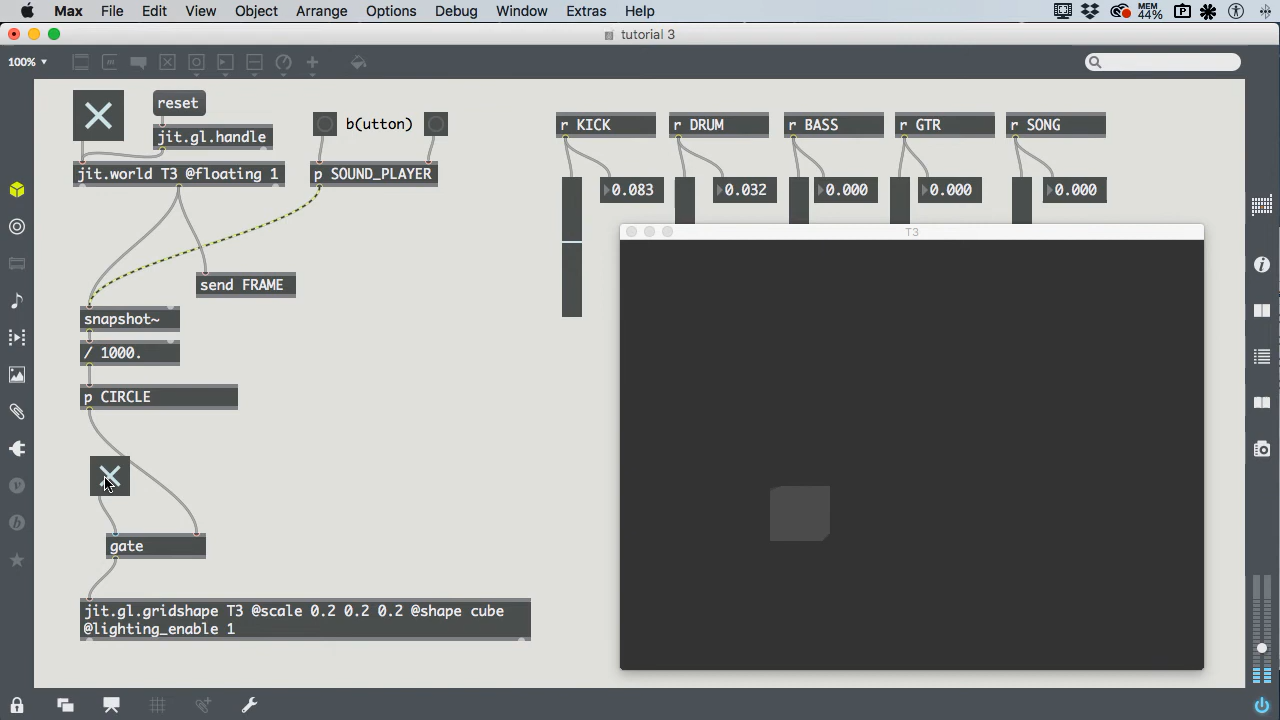 Max File Edit View Object Arrange Options Debug Window Extras Help MEM 44%
tutorial 3
100%
reset
jit.gl.handle
b(utton)
jit.world T3 @floating 1
p SOUND_PLAYER
r KICK
r DRUM
r BASS
r GTR
r SONG
0.083
0.032
0.000
0.000
0.000
send FRAME
T3
snapshot~
/ 1000.
p CIRCLE
gate
jit.gl.gridshape T3 @scale 0.2 0.2 0.2 @shape cube
@lighting_enable 1